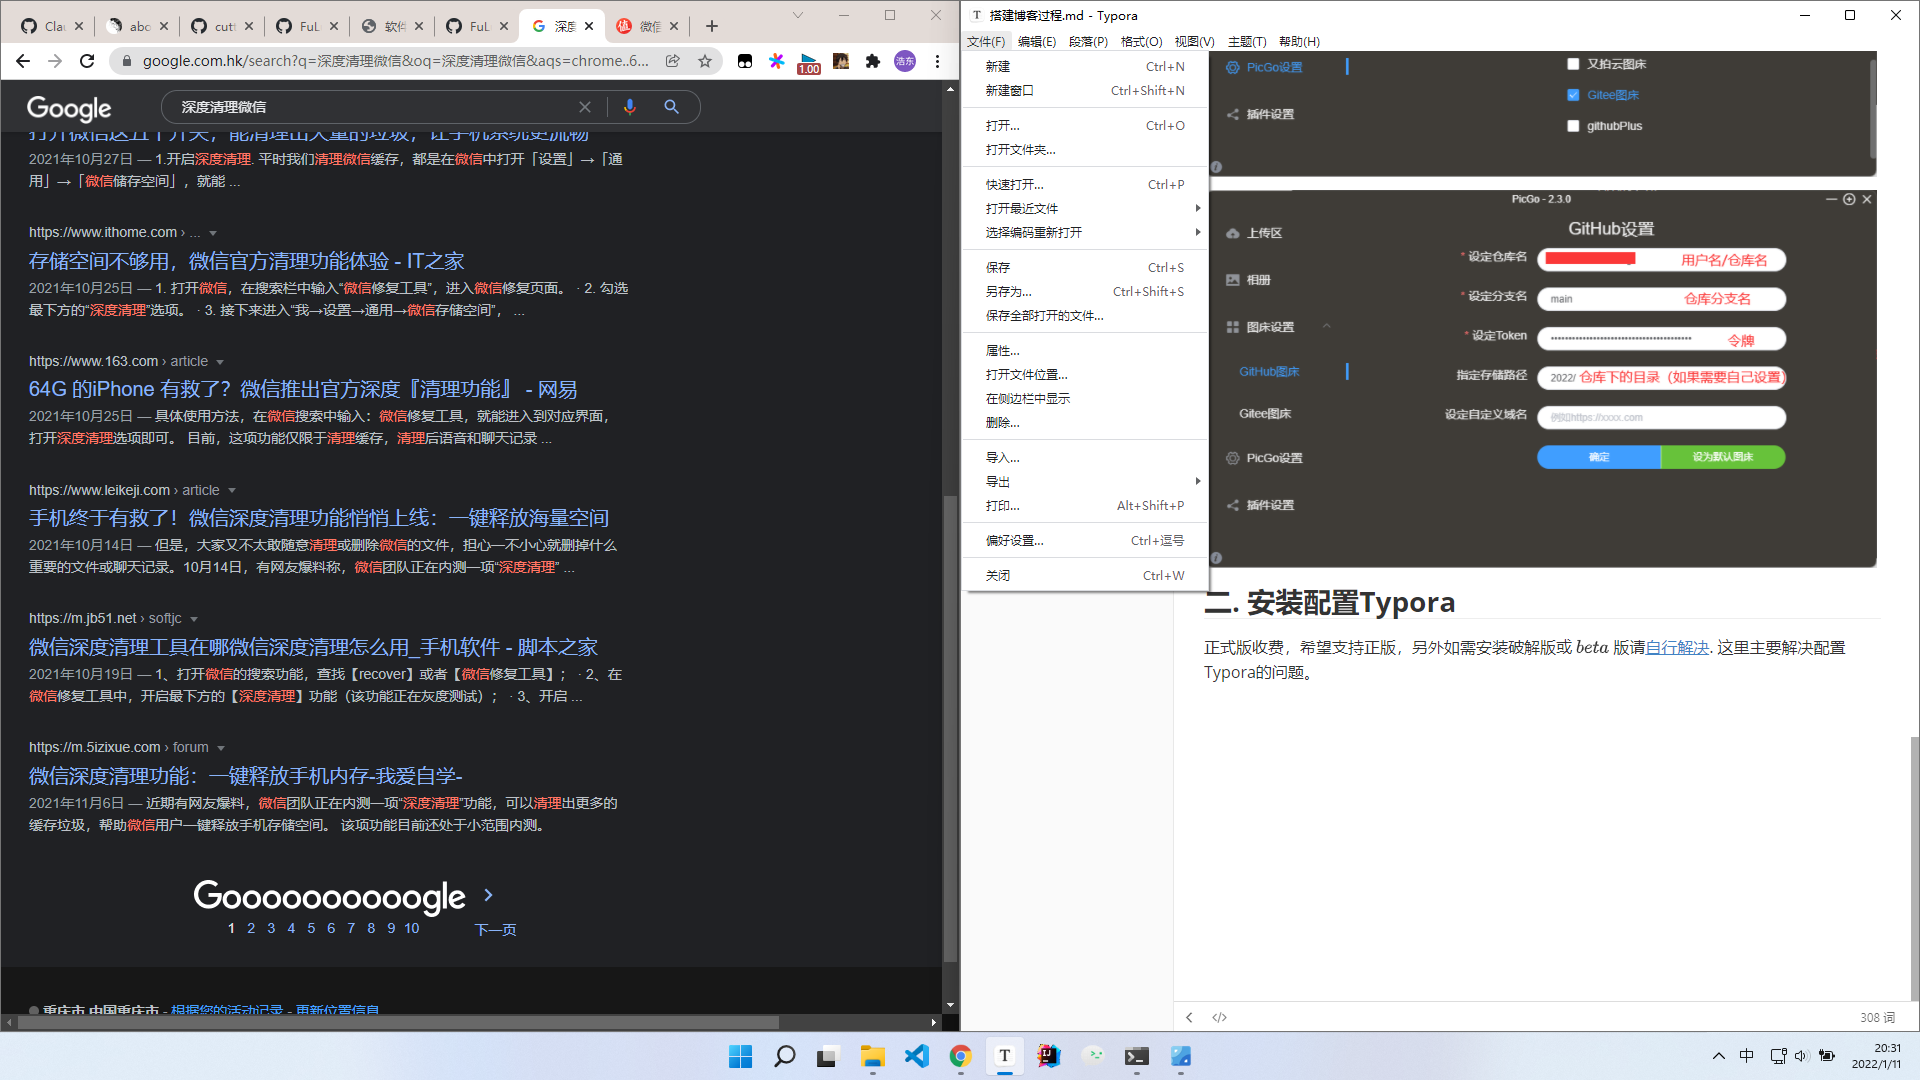 Cla
abo
cut
FuL
软件
FuL
深度
微信
google.com.hk/search?q=深度清理微信&oq=深度清理微信&aqs=chrome..6...
1.00
浩东
Google
深度清理微信
打开微信这五个开关，能清理出大量的垃圾，让手机系统更流畅
2021年10月27日 — 1.开启深度清理. 平时我们清理微信缓存，都是在微信中打开「设置」→「通
用」→「微信储存空间」，就能 ...
https://www.ithome.com › ...
存储空间不够用，微信官方清理功能体验 - IT之家
2021年10月25日 — 1. 打开微信，在搜索栏中输入“微信修复工具”，进入微信修复页面。 · 2. 勾选
最下方的“深度清理”选项。 · 3. 接下来进入“我→设置→通用→微信存储空间”， ...
https://www.163.com › article
64G 的iPhone 有救了？微信推出官方深度『清理功能』 - 网易
2021年10月25日 — 具体使用方法，在微信搜索中输入：微信修复工具，就能进入到对应界面，
打开深度清理选项即可。 目前，这项功能仅限于清理缓存，清理后语音和聊天记录 ...
https://www.leikeji.com › article
手机终于有救了！微信深度清理功能悄悄上线：一键释放海量空间
2021年10月14日 — 但是，大家又不太敢随意清理或删除微信的文件，担心一不小心就删掉什么
重要的文件或聊天记录。10月14日，有网友爆料称，微信团队正在内测一项“深度清理” ...
https://m.jb51.net › softjc
微信深度清理工具在哪微信深度清理怎么用_手机软件 - 脚本之家
2021年10月19日 — 1、打开微信的搜索功能，查找【recover】或者【微信修复工具】； · 2、在
微信修复工具中，开启最下方的【深度清理】功能（该功能正在灰度测试）； · 3、开启 ...
https://m.5izixue.com › forum
微信深度清理功能：一键释放手机内存-我爱自学-
2021年11月6日 — 近期有网友爆料，微信团队正在内测一项“深度清理”功能，可以清理出更多的
缓存垃圾，帮助微信用户一键释放手机存储空间。 该项功能目前还处于小范围内测。
Goooooooooogle
1 2 3 4 5 6 7 8 9 10 下一页
重庆市 中国重庆市 - 根据您的活动记录 - 更新位置信息
搭建博客过程.md - Typora
文件(F) 编辑(E) 段落(P) 格式(O) 视图(V) 主题(T) 帮助(H)
新建 Ctrl+N
新建窗口 Ctrl+Shift+N
打开... Ctrl+O
打开文件夹...
快速打开... Ctrl+P
打开最近文件
选择编码重新打开
保存 Ctrl+S
另存为... Ctrl+Shift+S
保存全部打开的文件...
属性...
打开文件位置...
在侧边栏中显示
删除...
导入...
导出
打印... Alt+Shift+P
偏好设置... Ctrl+逗号
关闭 Ctrl+W
PicGo设置
插件设置
又拍云图床
Gitee图床
githubPlus
PicGo - 2.3.0
上传区
相册
图床设置
GitHub图床
Gitee图床
PicGo设置
插件设置
GitHub设置
* 设定仓库名 用户名/仓库名
* 设定分支名 main 仓库分支名
* 设定Token 令牌
指定存储路径 2022/ 仓库下的目录（如果需要自己设置）
设定自定义域名 例如https://xxxx.com
确定 设为默认图床
二. 安装配置Typora
正式版收费，希望支持正版，另外如需安装破解版或 beta 版请自行解决. 这里主要解决配置
Typora的问题。
308 词
中
20:31
2022/1/11